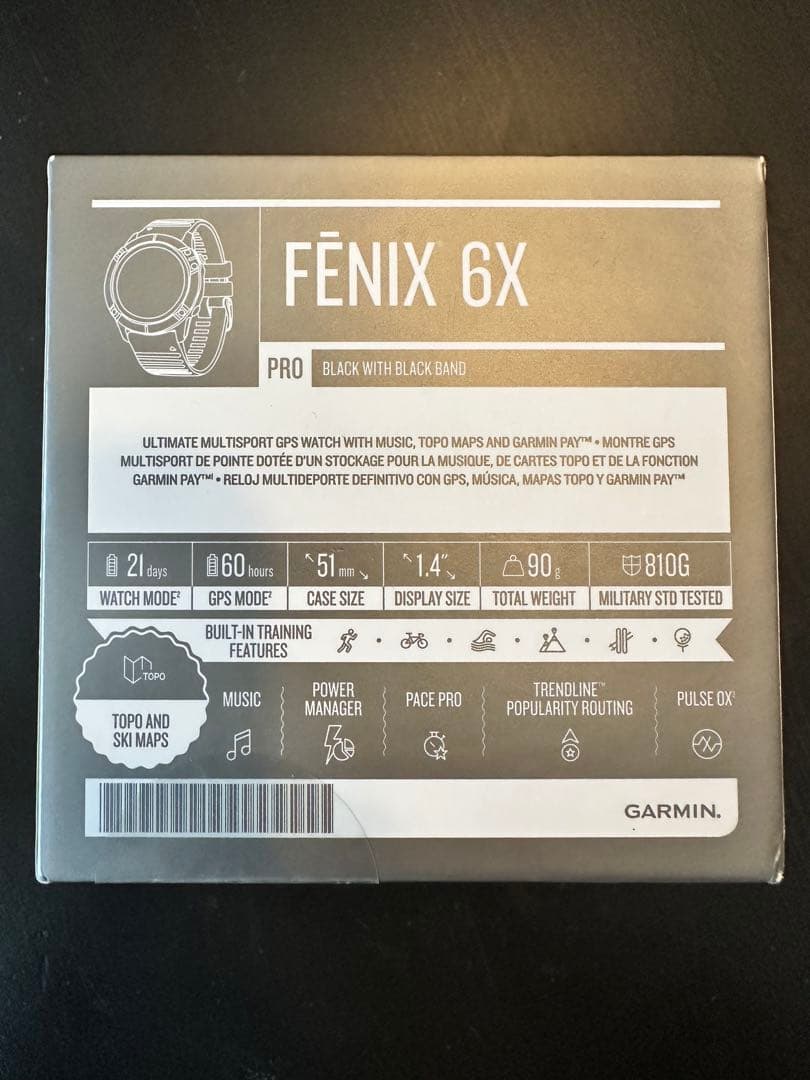 FĒNIX® 6X
PRO
BLACK WITH BLACK BAND
ULTIMATE MULTISPORT GPS WATCH WITH MUSIC, TOPO MAPS AND GARMIN PAY™ • MONTRE GPS
MULTISPORT DE POINTE DOTÉE D'UN STOCKAGE POUR LA MUSIQUE, DE CARTES TOPO ET DE LA FONCTION
GARMIN PAY™ • RELOJ MULTIDEPORTE DEFINITIVO CON GPS, MÚSICA, MAPAS TOPO Y GARMIN PAY™
21 days
60 hours
51 mm
1.4″
90 g
810G
WATCH MODE²
GPS MODE²
CASE SIZE
DISPLAY SIZE
TOTAL WEIGHT
MILITARY STD TESTED
BUILT-IN TRAINING
FEATURES
TOPO
TOPO AND
SKI MAPS
MUSIC
POWER
MANAGER
PACE PRO
TRENDLINE™
POPULARITY ROUTING
PULSE OX
GARMIN.